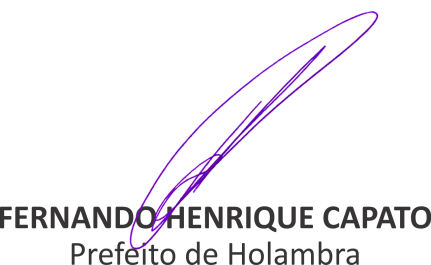 FERNANDO HENRIQUE CAPATO
Prefeito de Holambra